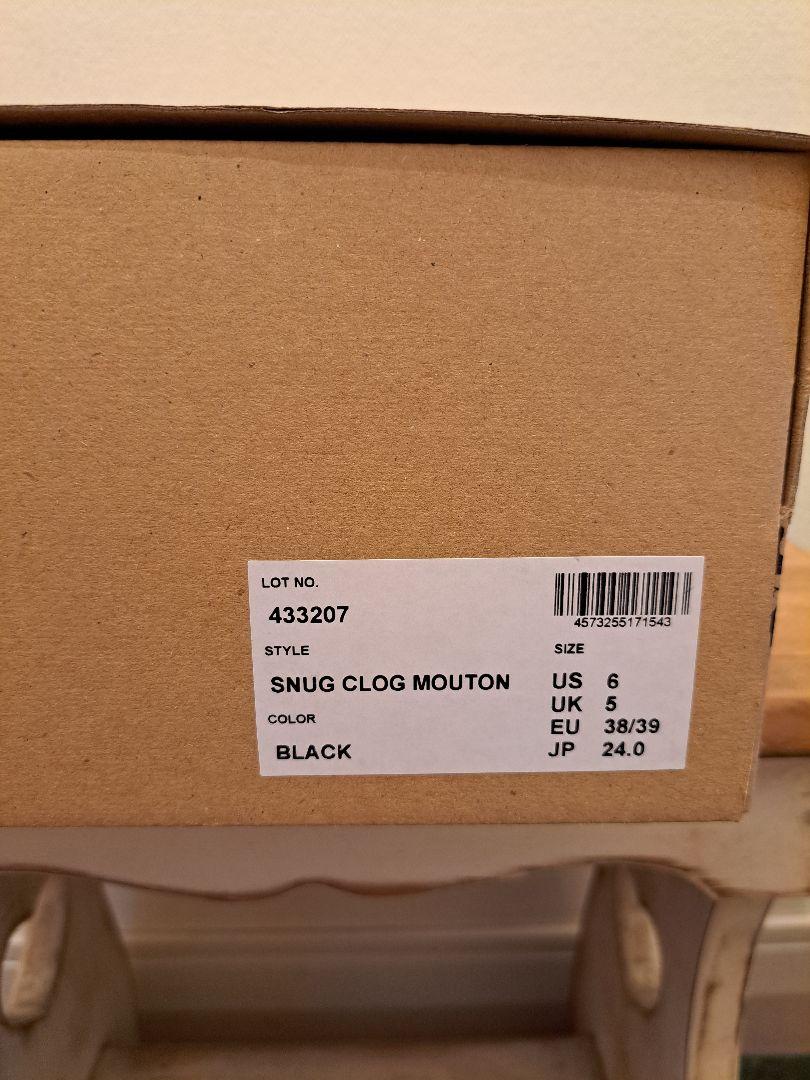 LOT NO.
433207
4573255171543
STYLE
SNUG CLOG MOUTON
COLOR
BLACK
SIZE
US 6
UK 5
EU 38/39
JP 24.0